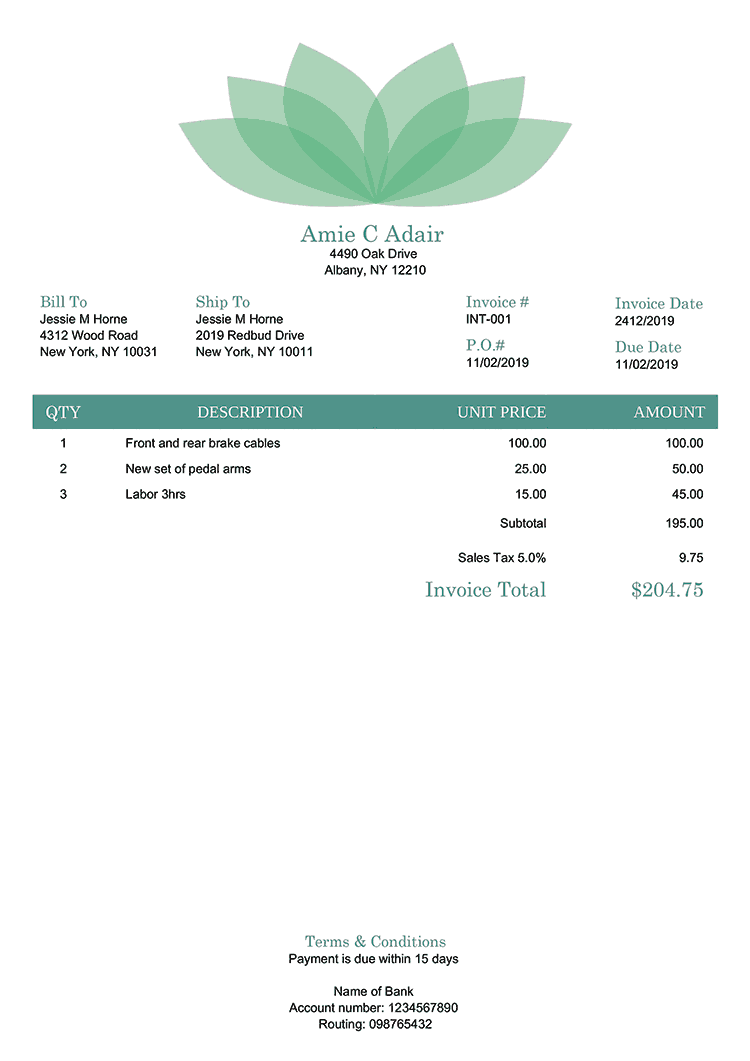 Amie C Adair
4490 Oak Drive
Albany, NY 12210
Bill To
Jessie M Horne
4312 Wood Road
New York, NY 10031
Ship To
Jessie M Horne
2019 Redbud Drive
New York, NY 10011
Invoice #
INT-001
P.O.#
11/02/2019
Invoice Date
2412/2019
Due Date
11/02/2019
QTY DESCRIPTION UNIT PRICE AMOUNT
1 Front and rear brake cables 100.00 100.00
2 New set of pedal arms 25.00 50.00
3 Labor 3hrs 15.00 45.00
Subtotal 195.00
Sales Tax 5.0% 9.75
Invoice Total $204.75
Terms & Conditions
Payment is due within 15 days
Name of Bank
Account number: 1234567890
Routing: 098765432